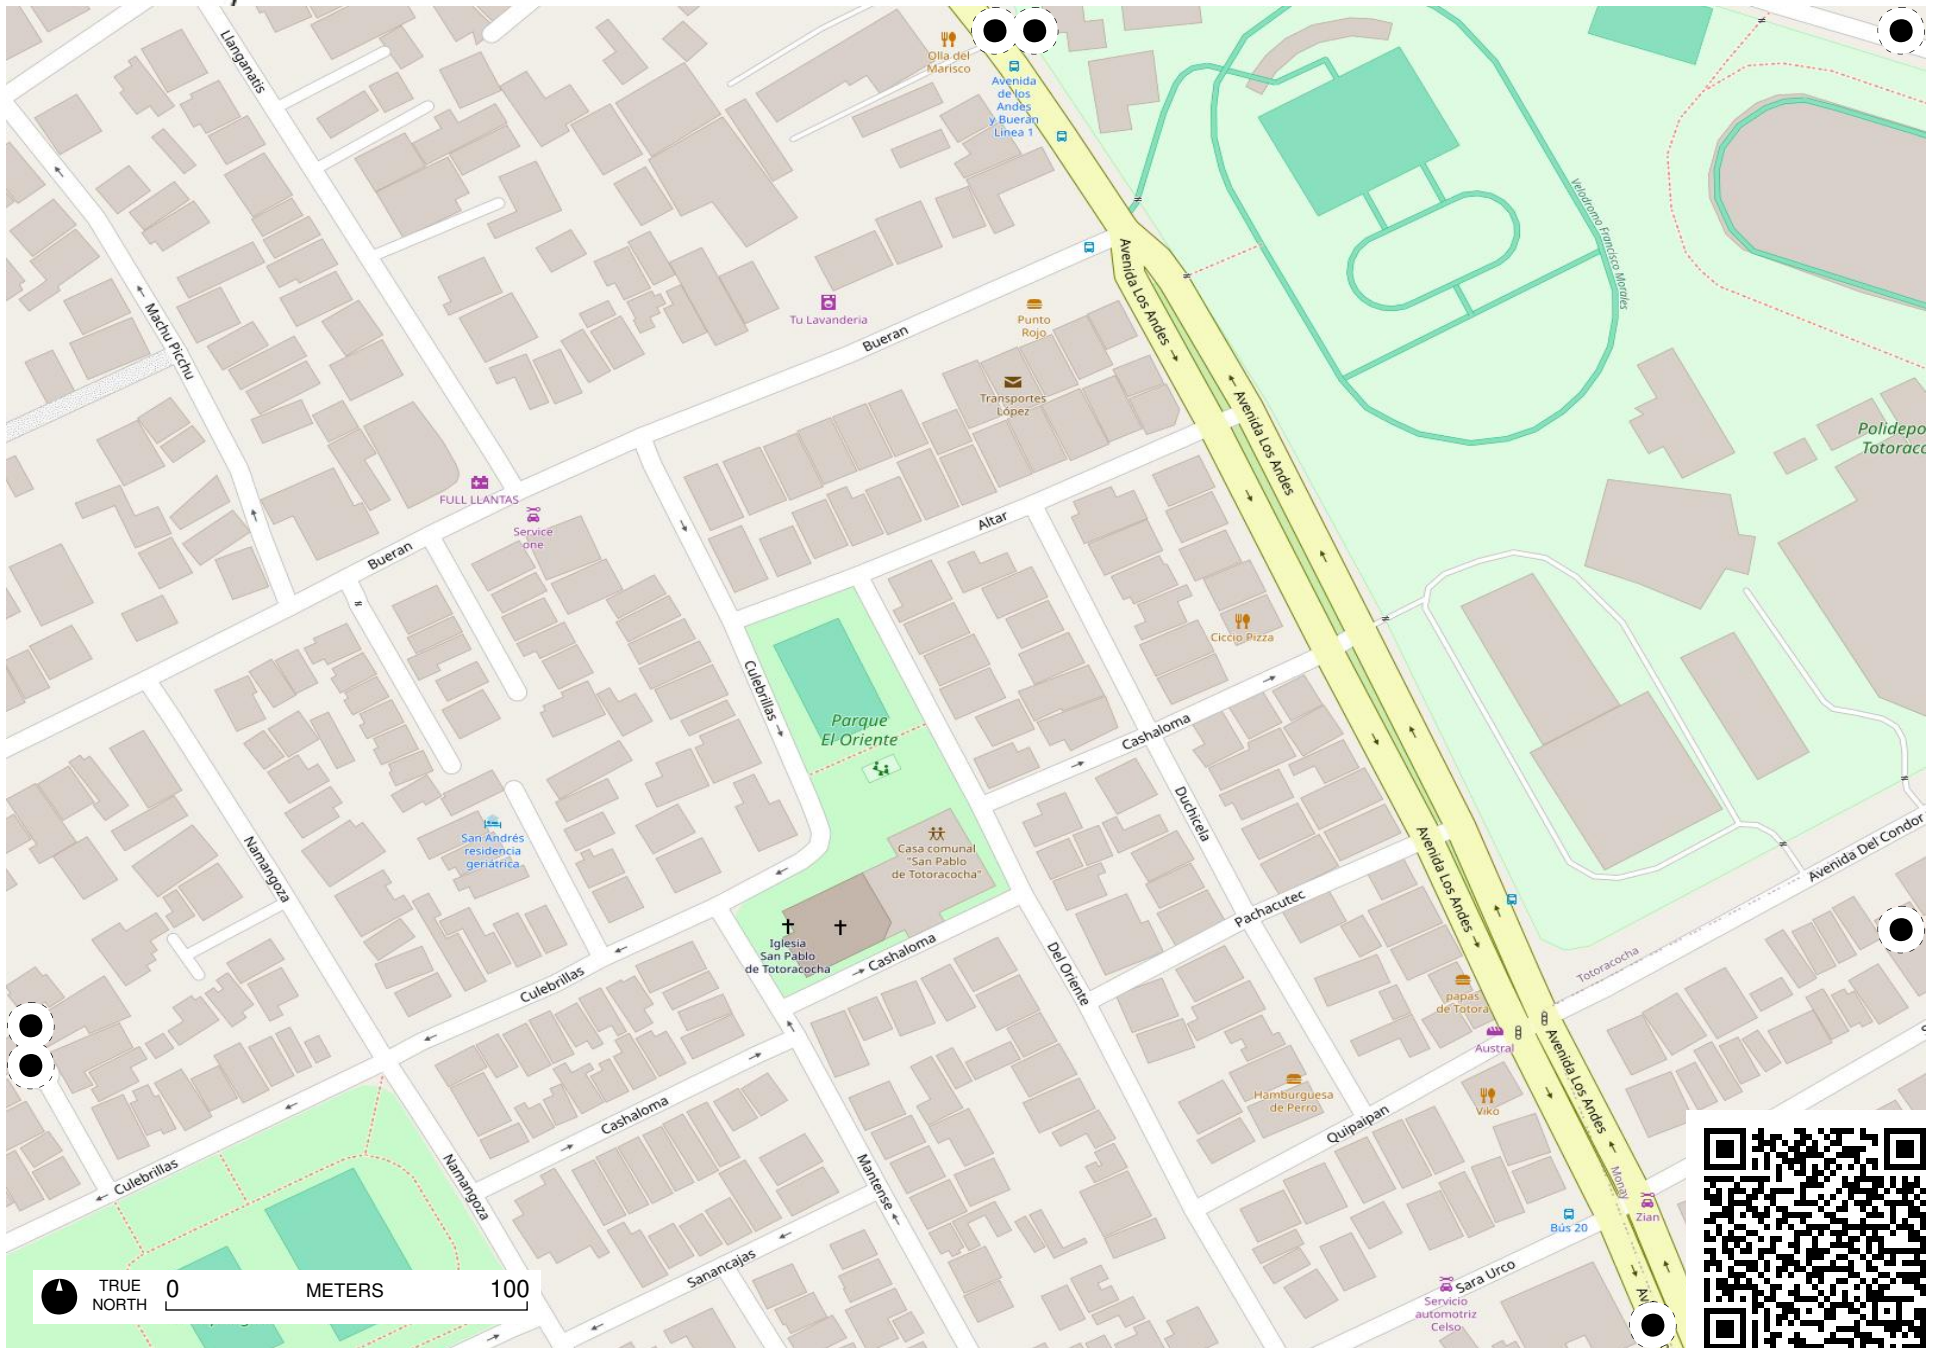 Llanganatis
Olla del
Marisco
Avenida
de los
Andes
y Bueran
Linea 1
Velodromo Francisco Morales
Machu Picchu
Tu Lavanderia
Bueran
Punto
Rojo
Avenida Los Andes
Transportes
López
Avenida Los Andes
Polidepo
Totoraco
FULL LLANTAS
Service
one
Altar
Bueran
Ciccio Pizza
Culebrillas
Parque
El Oriente
Cashaloma
Duchicela
San Andrés
residencia
geriátrica
Namangoza
Casa comunal
"San Pablo
de Totoracocha"
Avenida Los Andes
Avenida Del Condor
Pachacutec
Iglesia
San Pablo
de Totoracocha
Cashaloma
Del Oriente
Totoracocha
Culebrillas
papas
de Totora
Austral
Avenida Los Andes
Hamburguesa
de Perro
Viko
Cashaloma
Quipaipan
Culebrillas
Namangoza
Mantense
Monay
Zian
Bús 20
Sanancajas
Sara Urco
Servicio
automotriz
Celso
TRUE
NORTH
0 METERS 100